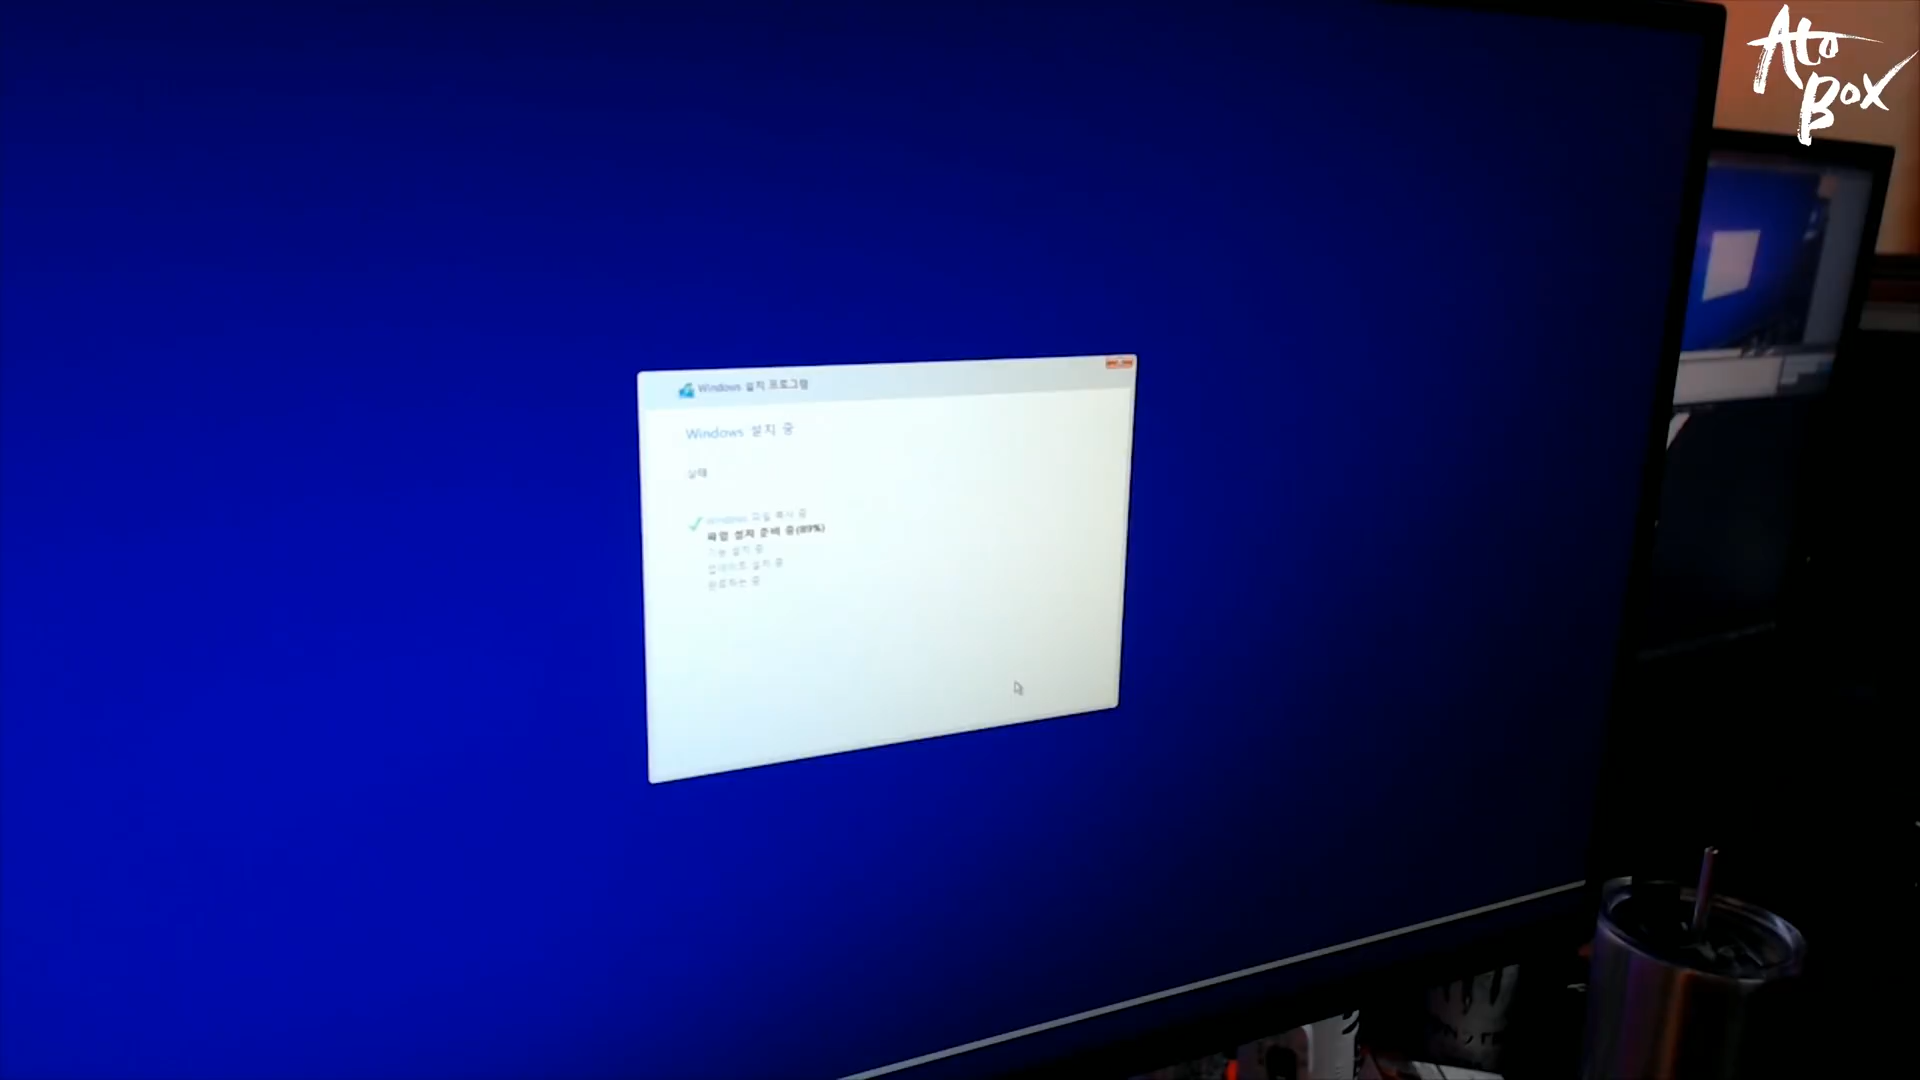 Ato
Box
Windows 설치 프로그램
Windows 설치 중
상태
Windows 파일 복사 중
파일 설치 준비 중(89%)
기능 설치 중
업데이트 설치 중
완료하는 중